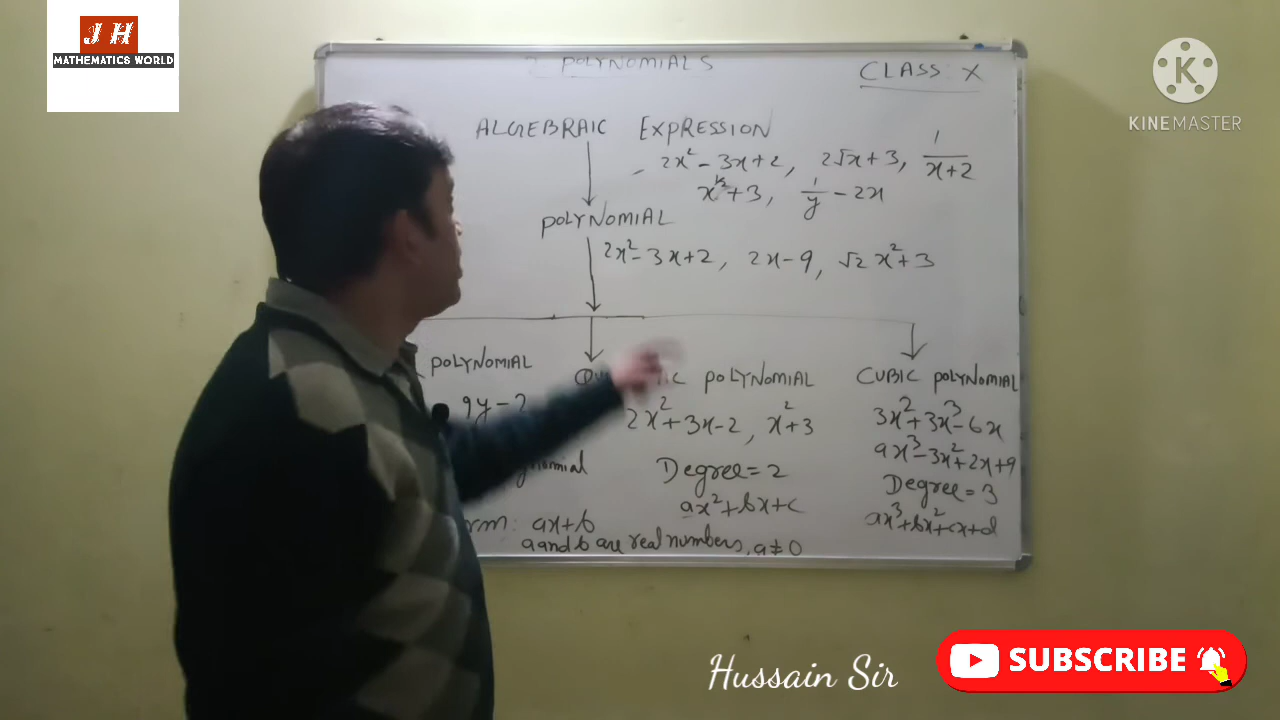 J H
MATHEMATICS WORLD
POLYNOMIALS
CLASS: X
KINEMASTER
ALGEBRAIC EXPRESSION
2x² - 3x + 2, 2√x + 3, 1/(x+2)
+ 3, 1/y - 2x
POLYNOMIAL
2x² - 3x + 2, 2x - 9, √2 x² + 3
POLYNOMIAL
POLYNOMIAL
CUBIC POLYNOMIAL
9y - 2
2x² + 3x - 2, x² + 3
3x² + 3x³ - 6x
ax³ - 3x² + 2x + 9
Degree = 2
Degree = 3
ax² + bx + c
ax³ + bx² + cx + d
ax + b
a and b are real numbers, a ≠ 0
Hussain Sir
SUBSCRIBE